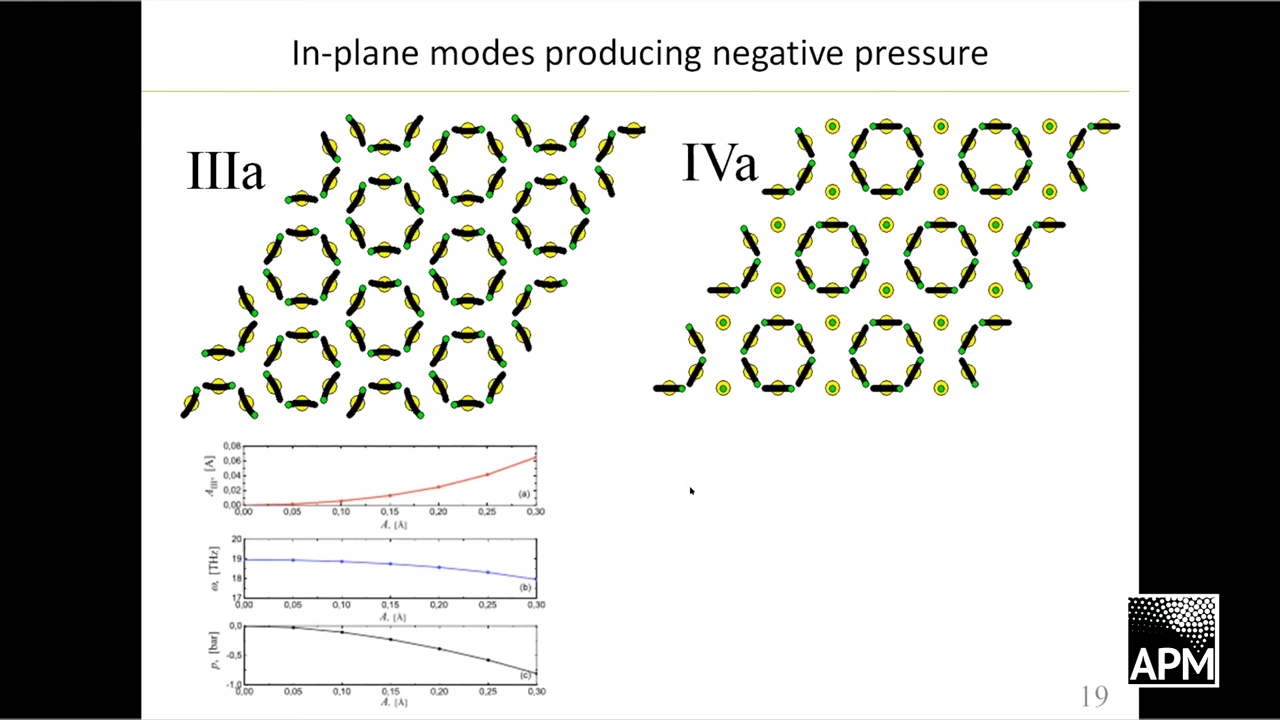 In-plane modes producing negative pressure
IIIa
IVa
0,08
0,06
0,04
0,02
0,00
A_III, [Å]
(a)
0,00 0,05 0,10 0,15 0,20 0,25 0,30
A, [Å]
20
19
18
17
ω, [THz]
(b)
0,00 0,05 0,10 0,15 0,20 0,25 0,30
A, [Å]
0,0
-0,5
-1,0
p, [bar]
(c)
0,00 0,05 0,10 0,15 0,20 0,25 0,30
A, [Å]
APM
19